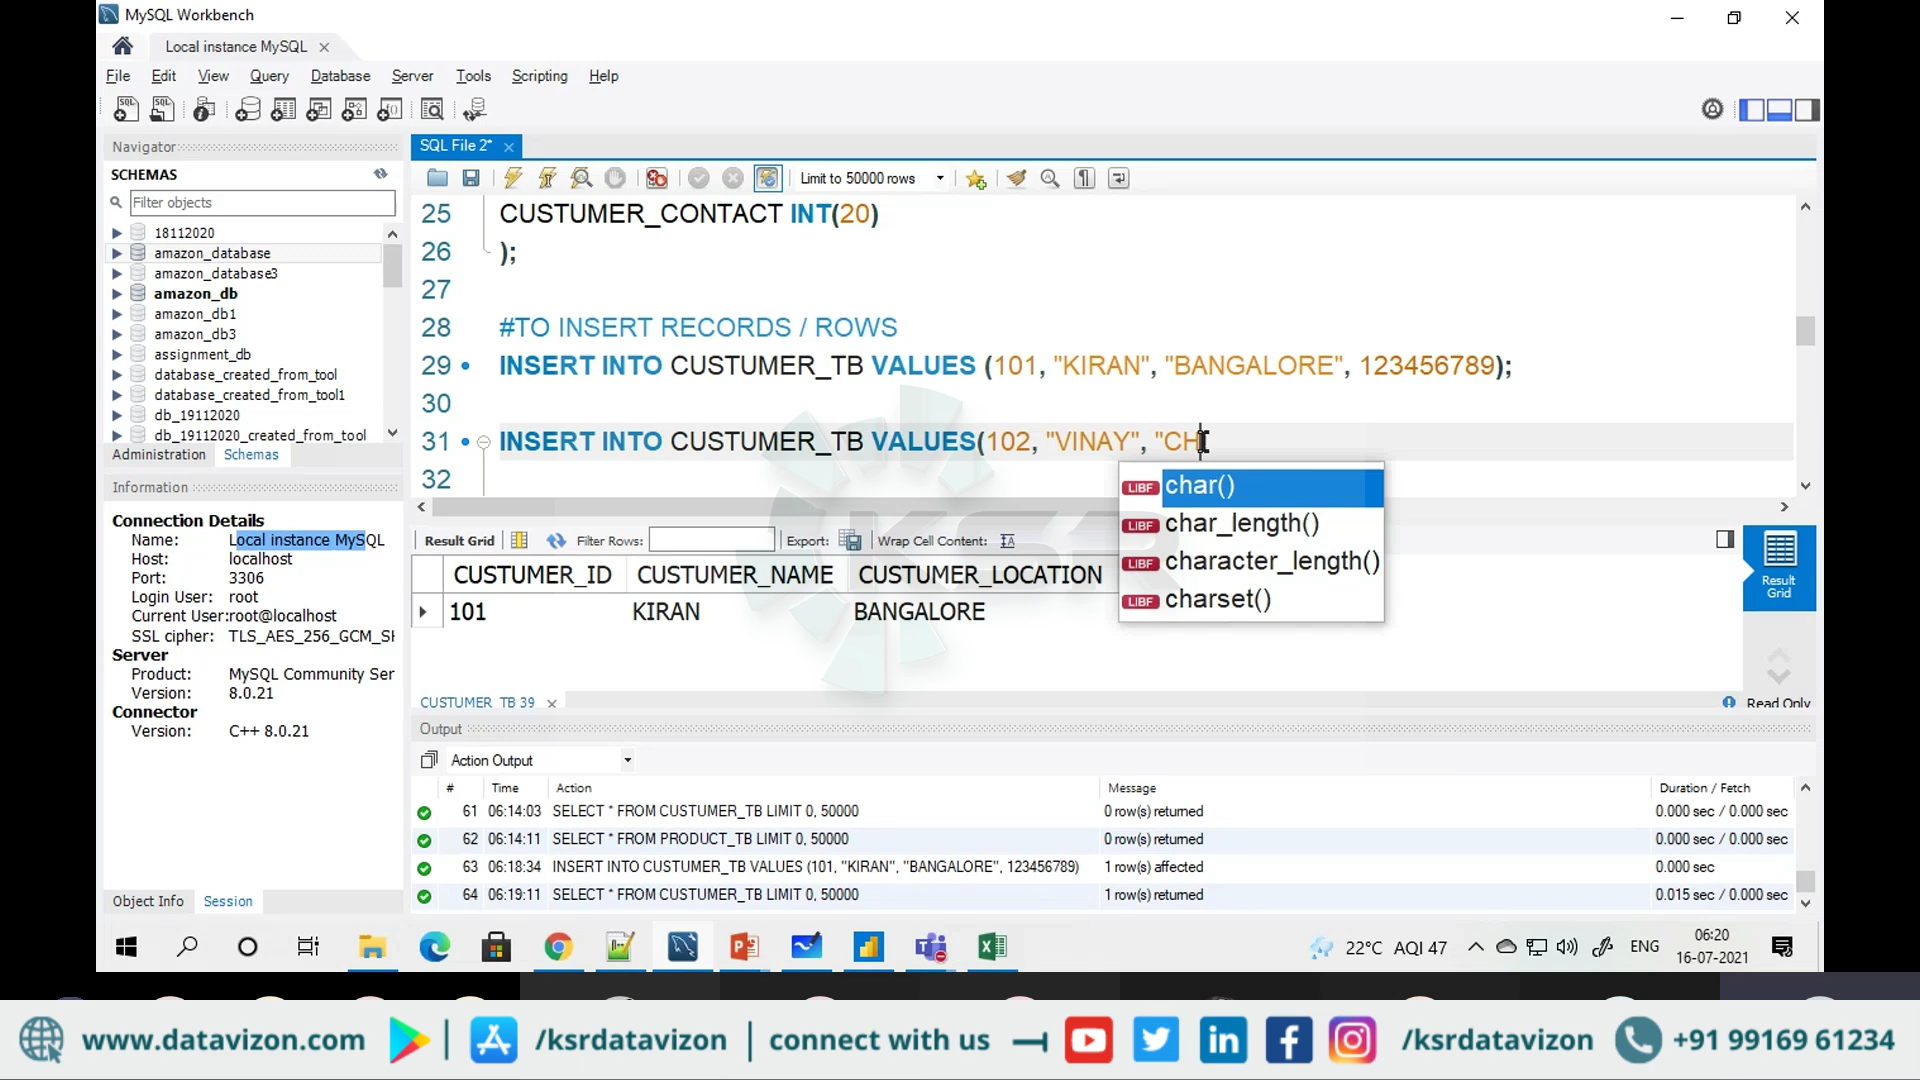 MySQL Workbench
Local instance MySQL
File Edit View Query Database Server Tools Scripting Help
Navigator
SCHEMAS
Filter objects
18112020
amazon_database
amazon_database3
amazon_db
amazon_db1
amazon_db3
assignment_db
database_created_from_tool
database_created_from_tool1
db_19112020
db_19112020_created_from_tool
Administration Schemas
Information
Connection Details
Name: Local instance MySQL
Host: localhost
Port: 3306
Login User: root
Current User: root@localhost
SSL cipher: TLS_AES_256_GCM_SH
Server
Product: MySQL Community Ser
Version: 8.0.21
Connector
Version: C++ 8.0.21
Object Info Session
SQL File 2*
Limit to 50000 rows
25 CUSTUMER_CONTACT INT(20)
26 );
27
28 #TO INSERT RECORDS / ROWS
29 INSERT INTO CUSTUMER_TB VALUES (101, "KIRAN", "BANGALORE", 123456789);
30
31 INSERT INTO CUSTUMER_TB VALUES(102, "VINAY", "CH
32
LIBF char()
LIBF char_length()
LIBF character_length()
LIBF charset()
KSR
Result Grid Filter Rows: Export: Wrap Cell Content:
CUSTUMER_ID CUSTUMER_NAME CUSTUMER_LOCATION
101 KIRAN BANGALORE
Result Grid
CUSTUMER_TB 39
Read Only
Output
Action Output
# Time Action Message Duration / Fetch
61 06:14:03 SELECT * FROM CUSTUMER_TB LIMIT 0, 50000 0 row(s) returned 0.000 sec / 0.000 sec
62 06:14:11 SELECT * FROM PRODUCT_TB LIMIT 0, 50000 0 row(s) returned 0.000 sec / 0.000 sec
63 06:18:34 INSERT INTO CUSTUMER_TB VALUES (101, "KIRAN", "BANGALORE", 123456789) 1 row(s) affected 0.000 sec
64 06:19:11 SELECT * FROM CUSTUMER_TB LIMIT 0, 50000 1 row(s) returned 0.015 sec / 0.000 sec
22°C AQI 47 ENG 06:20
16-07-2021
www.datavizon.com | /ksrdatavizon | connect with us /ksrdatavizon +91 99169 61234